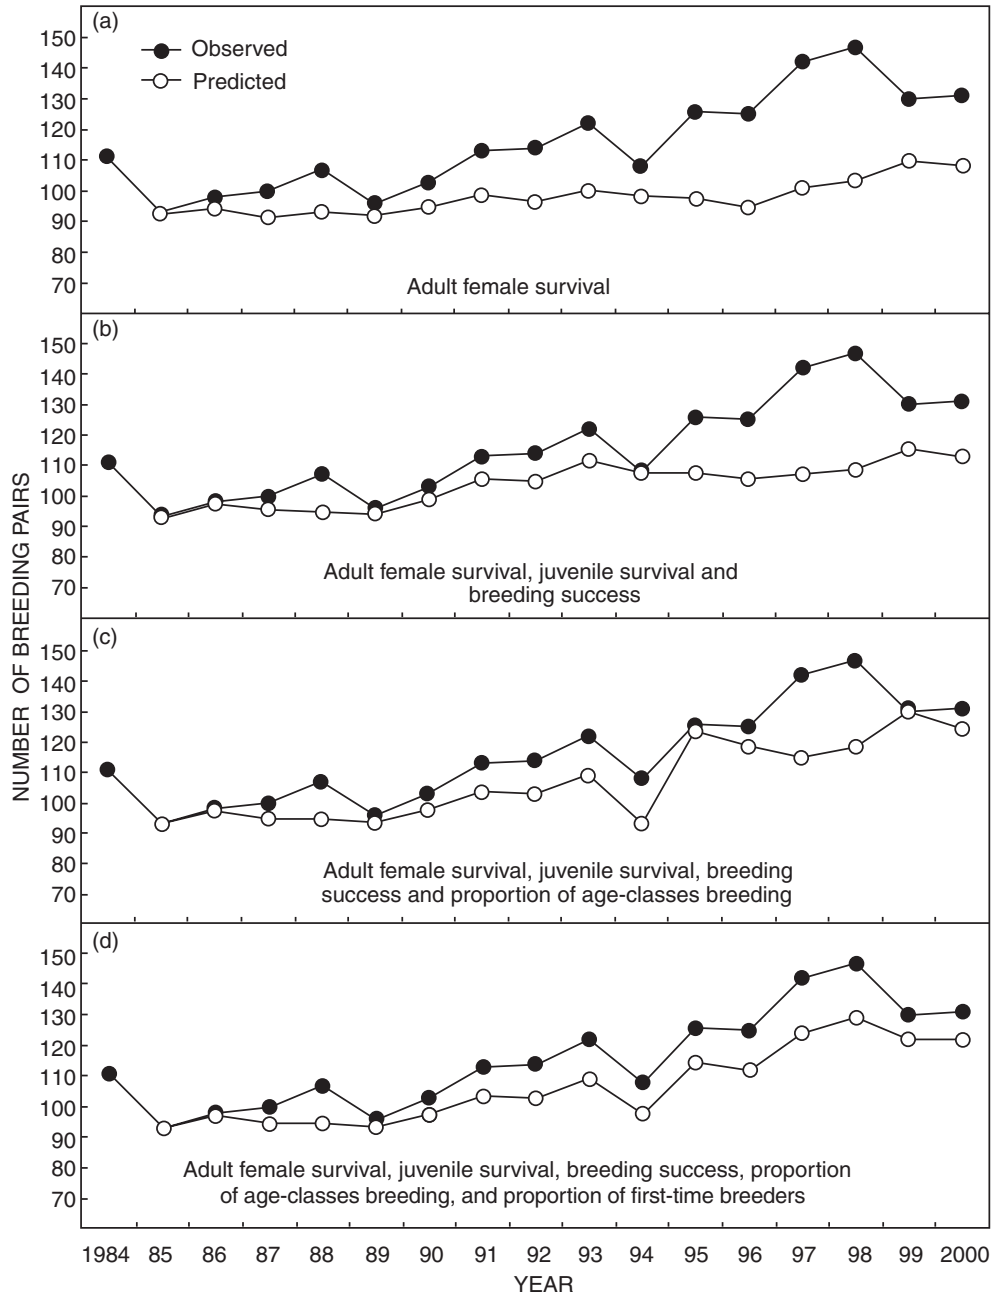 (a)
Observed
Predicted
150
140
130
120
110
100
90
80
70
Adult female survival
(b)
150
140
130
120
110
100
90
80
70
Adult female survival, juvenile survival and
breeding success
NUMBER OF BREEDING PAIRS
(c)
150
140
130
120
110
100
90
80
70
Adult female survival, juvenile survival, breeding
success and proportion of age-classes breeding
(d)
150
140
130
120
110
100
90
80
70
Adult female survival, juvenile survival, breeding success, proportion
of age-classes breeding, and proportion of first-time breeders
1984 85 86 87 88 89 90 91 92 93 94 95 96 97 98 99 2000
YEAR